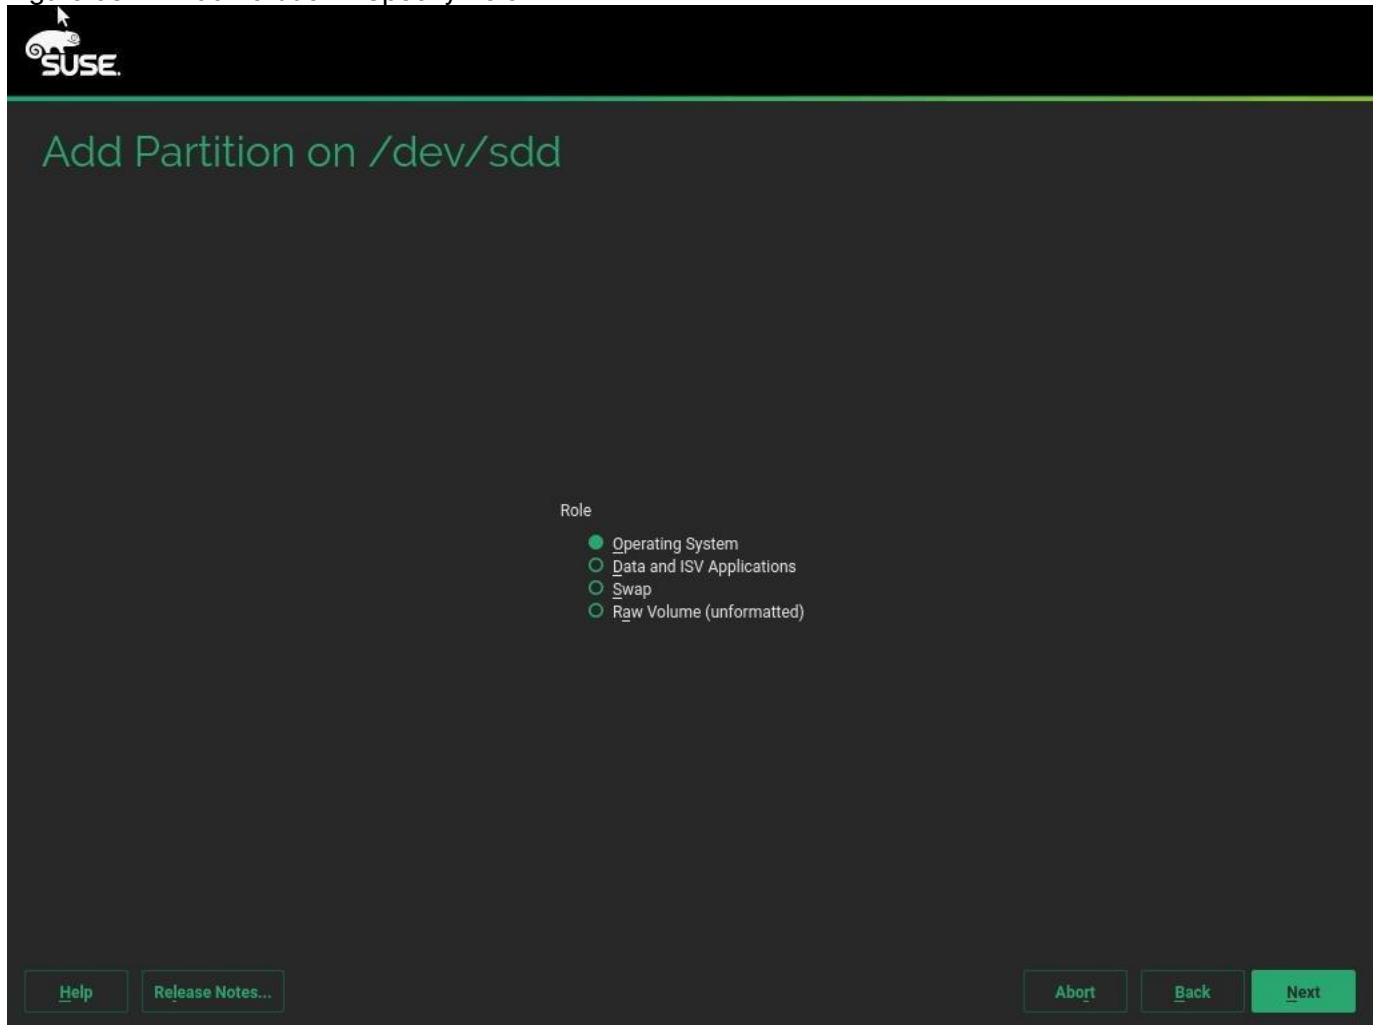 SUSE.
Add Partition on /dev/sdd
Role
Operating System
Data and ISV Applications
Swap
Raw Volume (unformatted)
Help
Release Notes...
Abort
Back
Next